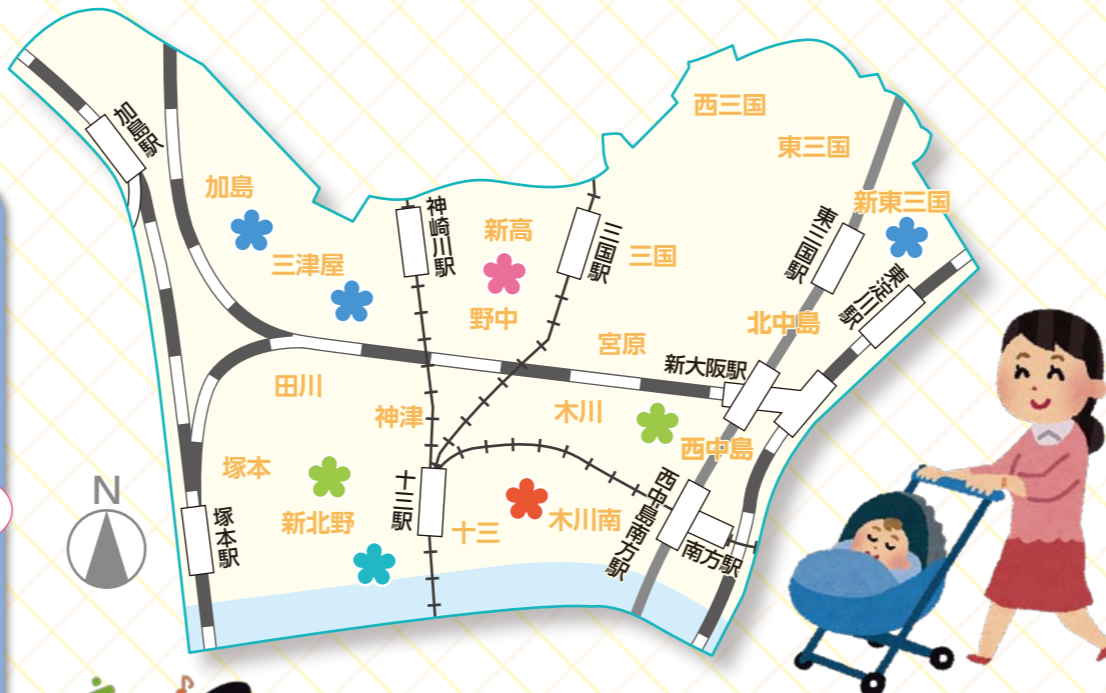 西三国
加島駅
東三国
加島
新東三国
神崎川駅
新高
三国駅
三国
東三国駅
三津屋
東淀川駅
野中
北中島
宮原
新大阪駅
田川
神津
木川
西中島
塚本
十三駅
西中島南方駅
N
塚本駅
新北野
十三
木川南
南方駅